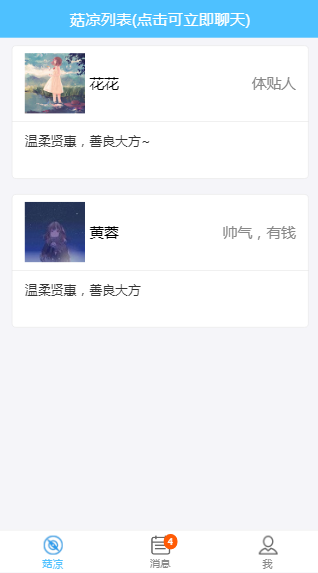 菇凉列表(点击可立即聊天)
花花 体贴人
温柔贤惠，善良大方~
黄蓉 帅气，有钱
温柔贤惠，善良大方
4
菇凉 消息 我